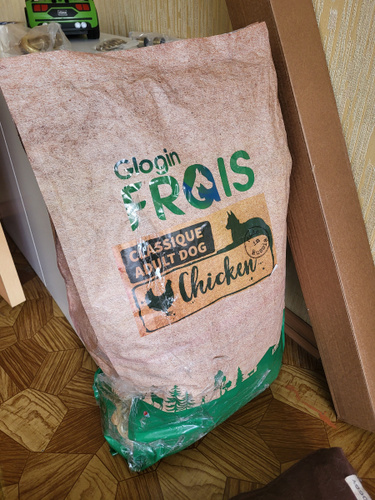 Glogin
FRAIS
CLASSIQUE
ADULT DOG
Chicken